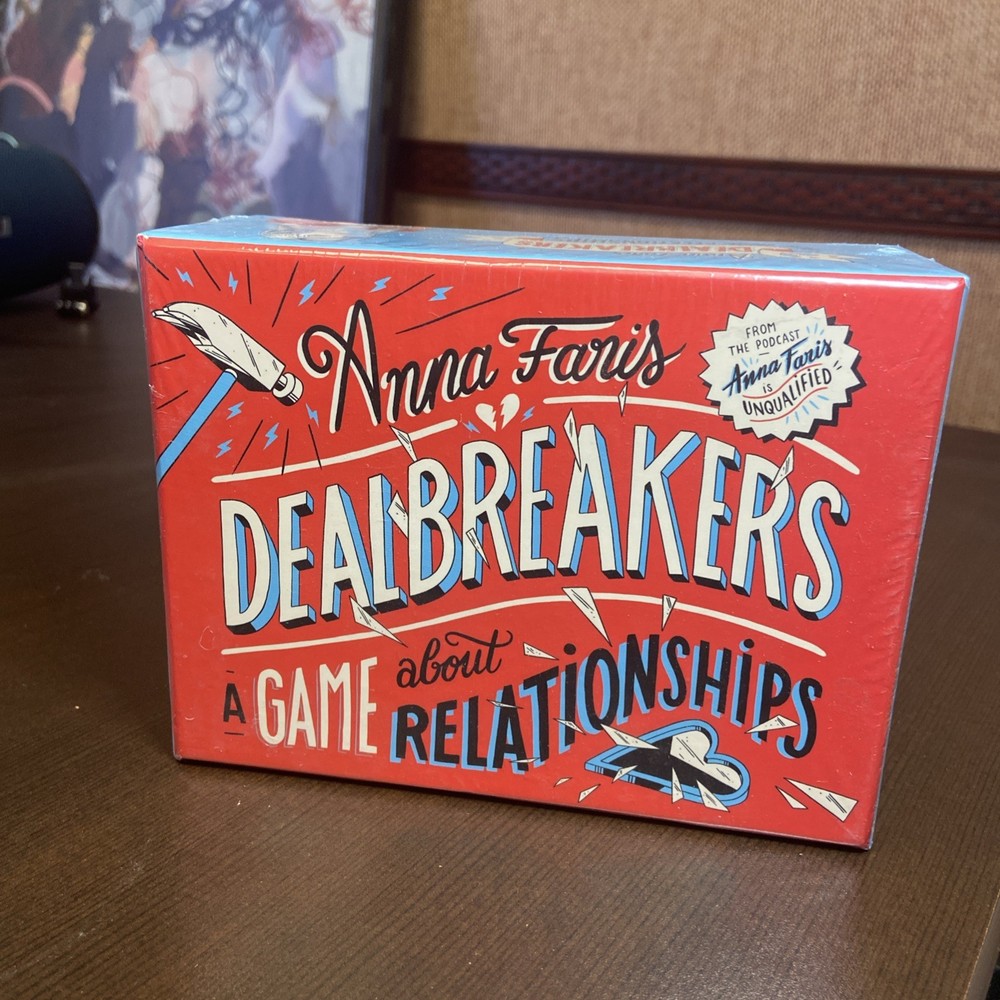 Anna Faris
FROM
THE PODCAST
Anna Faris
is
UNQUALIFIED
DEALBREAKERS
A GAME about
RELATIONSHIPS